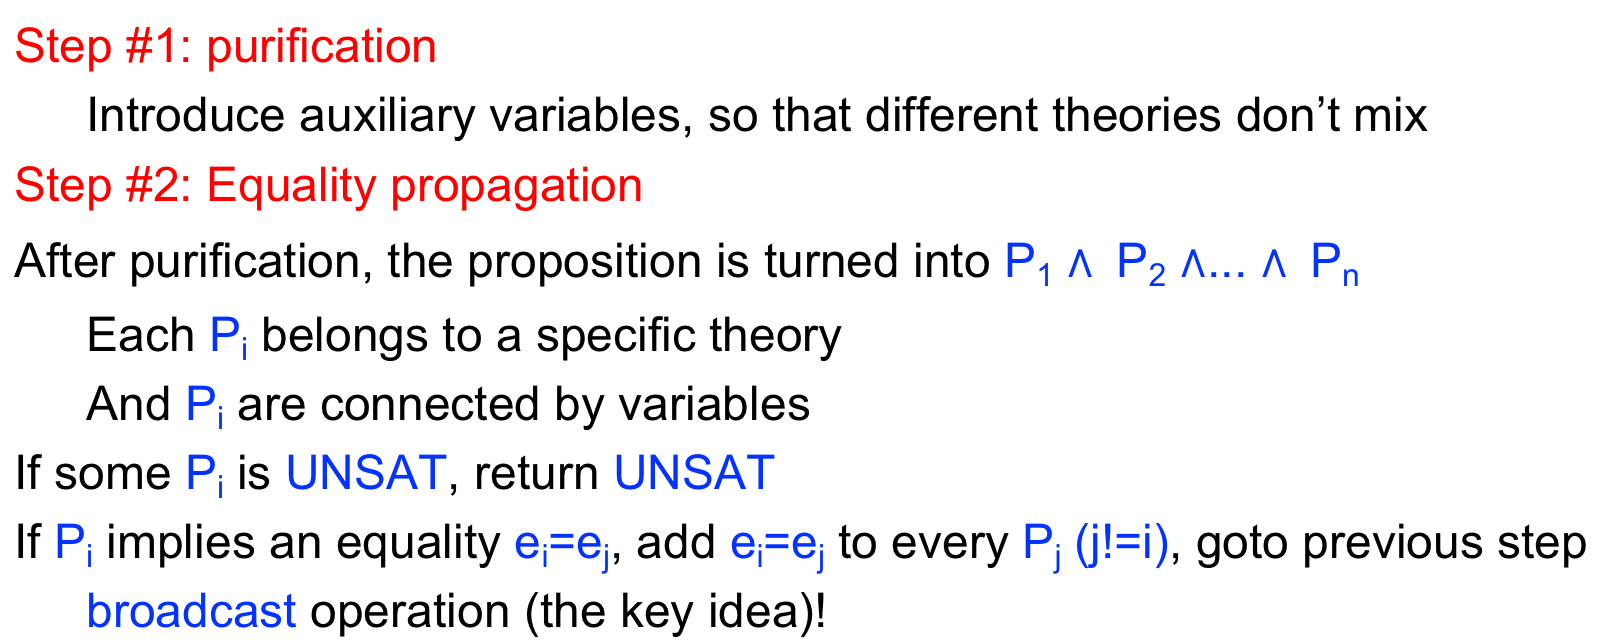 Step #1: purification
Introduce auxiliary variables, so that different theories don’t mix
Step #2: Equality propagation
After purification, the proposition is turned into P₁ ∧ P₂ ∧... ∧ Pₙ
Each Pᵢ belongs to a specific theory
And Pᵢ are connected by variables
If some Pᵢ is UNSAT, return UNSAT
If Pᵢ implies an equality eᵢ=eⱼ, add eᵢ=eⱼ to every Pⱼ (j!=i), goto previous step
broadcast operation (the key idea)!